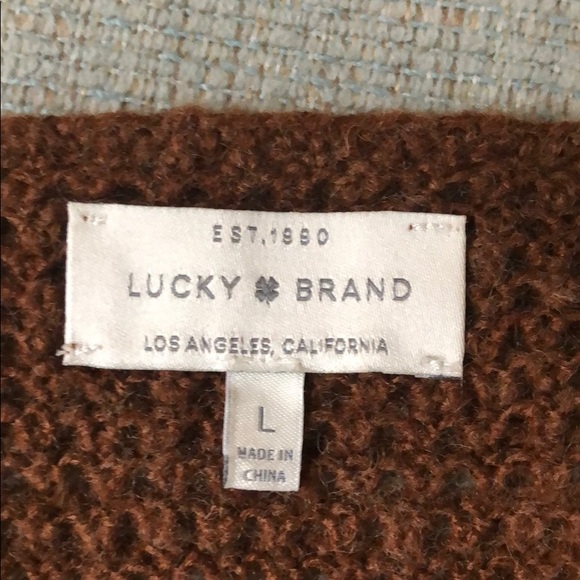 EST. 1990
LUCKY BRAND
LOS ANGELES, CALIFORNIA
L
MADE IN
CHINA